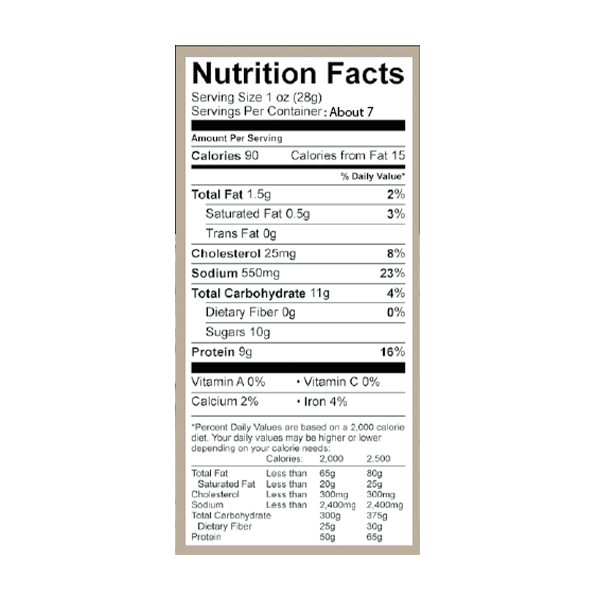 Nutrition Facts
Serving Size 1 oz (28g)
Servings Per Container: About 7
Amount Per Serving
Calories 90 Calories from Fat 15
% Daily Value*
Total Fat 1.5g 2%
Saturated Fat 0.5g 3%
Trans Fat 0g
Cholesterol 25mg 8%
Sodium 550mg 23%
Total Carbohydrate 11g 4%
Dietary Fiber 0g 0%
Sugars 10g
Protein 9g 16%
Vitamin A 0% • Vitamin C 0%
Calcium 2% • Iron 4%
*Percent Daily Values are based on a 2,000 calorie
diet. Your daily values may be higher or lower
depending on your calorie needs:
Calories: 2,000 2,500
Total Fat Less than 65g 80g
Saturated Fat Less than 20g 25g
Cholesterol Less than 300mg 300mg
Sodium Less than 2,400mg 2,400mg
Total Carbohydrate 300g 375g
Dietary Fiber 25g 30g
Protein 50g 65g